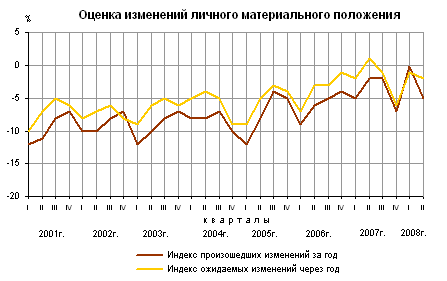 Оценка изменений личного материального положения
%
5
0
-5
-10
-15
-20
I II III IV I II III IV I II III IV I II III IV I II III IV I II III IV I II III IV I II
кварталы
2001г. 2002г. 2003г. 2004г. 2005г. 2006г. 2007г. 2008г.
Индекс произошедших изменений за год
Индекс ожидаемых изменений через год